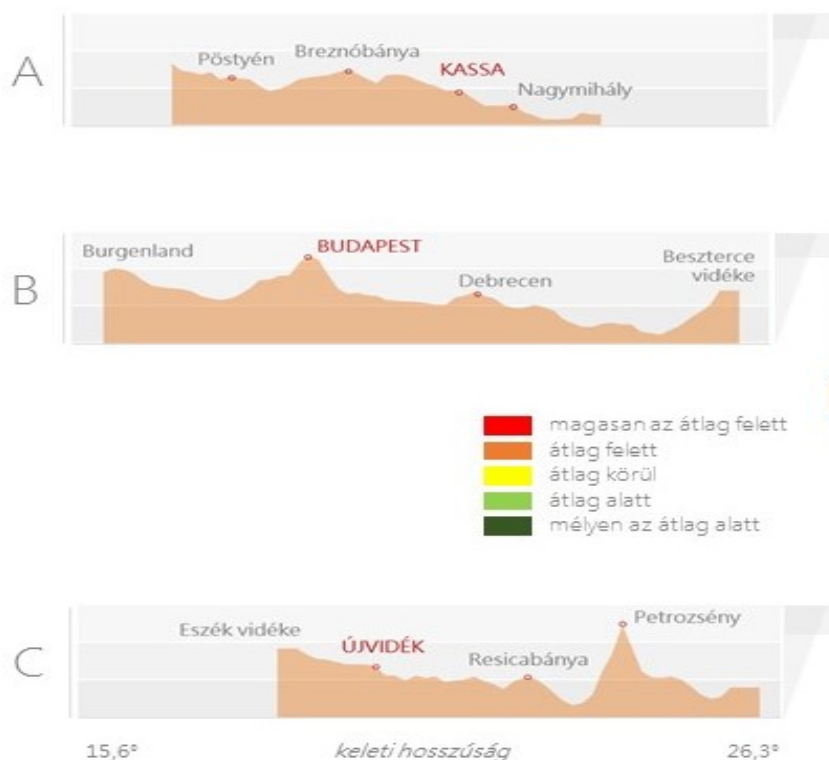 A
Pöstyén
Breznóbánya
KASSA
Nagymihály
B
Burgenland
BUDAPEST
Debrecen
Beszterce
vidéke
magasan az átlag felett
átlag felett
átlag körül
átlag alatt
mélyen az átlag alatt
C
Eszék vidéke
ÚJVIDÉK
Resicabánya
Petrozsény
15,6°
keleti hosszúság
26,3°